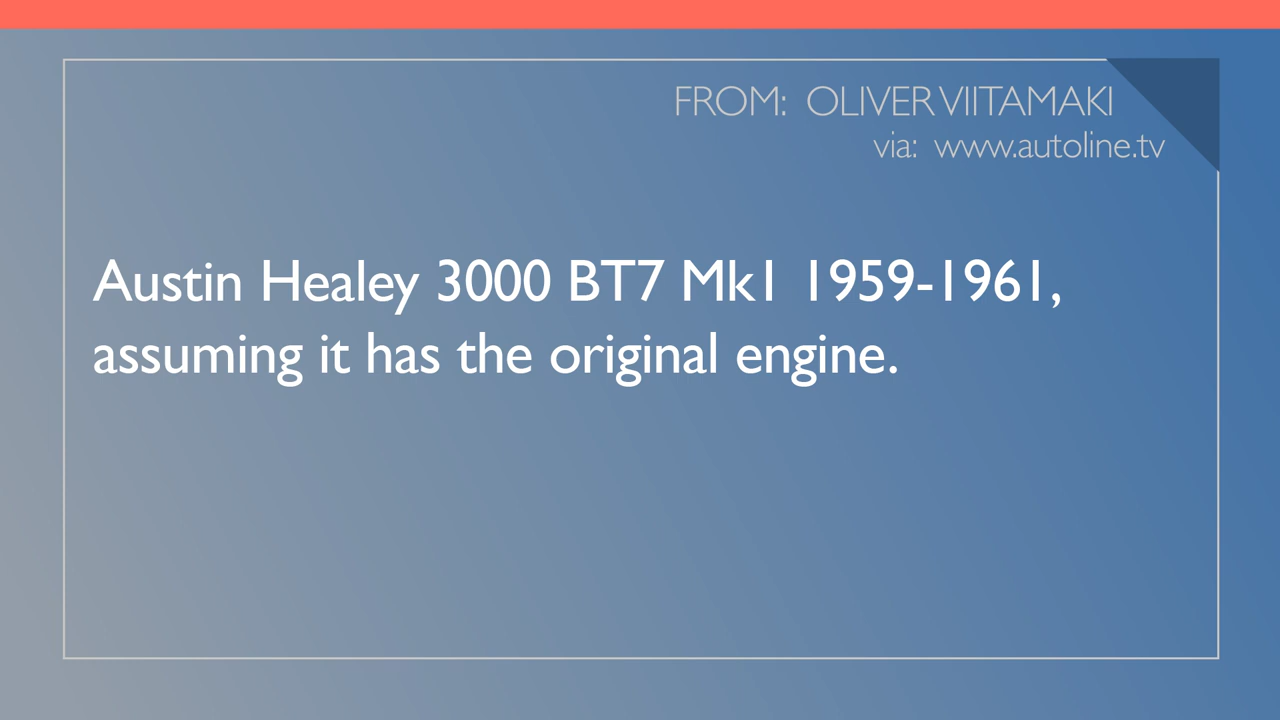 FROM: OLIVER VIITAMAKI
via: www.autoline.tv
Austin Healey 3000 BT7 Mk1 1959-1961,
assuming it has the original engine.